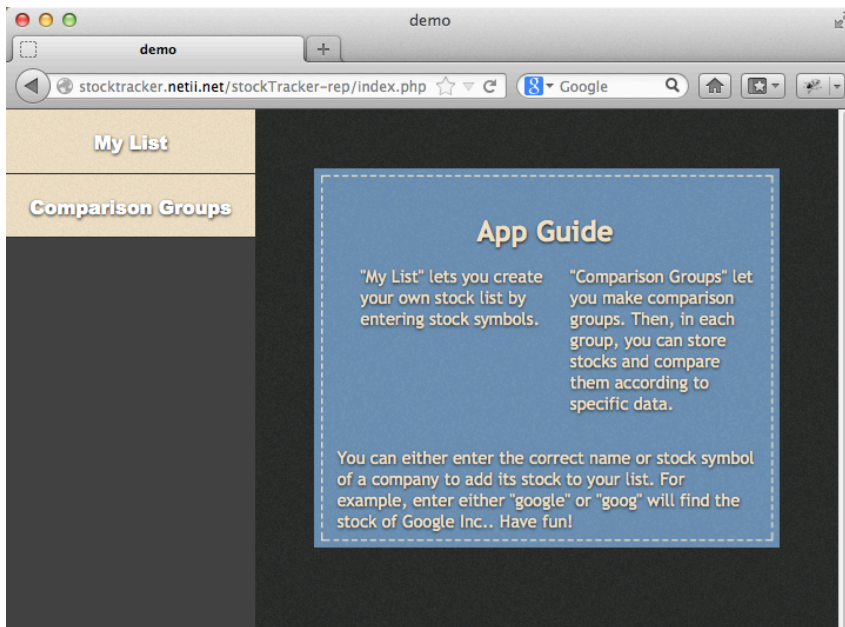 demo
demo
stocktracker.netii.net/stockTracker-rep/index.php
Google
My List
Comparison Groups
App Guide
"My List" lets you create
your own stock list by
entering stock symbols.
"Comparison Groups" let
you make comparison
groups. Then, in each
group, you can store
stocks and compare
them according to
specific data.
You can either enter the correct name or stock symbol
of a company to add its stock to your list. For
example, enter either "google" or "goog" will find the
stock of Google Inc.. Have fun!